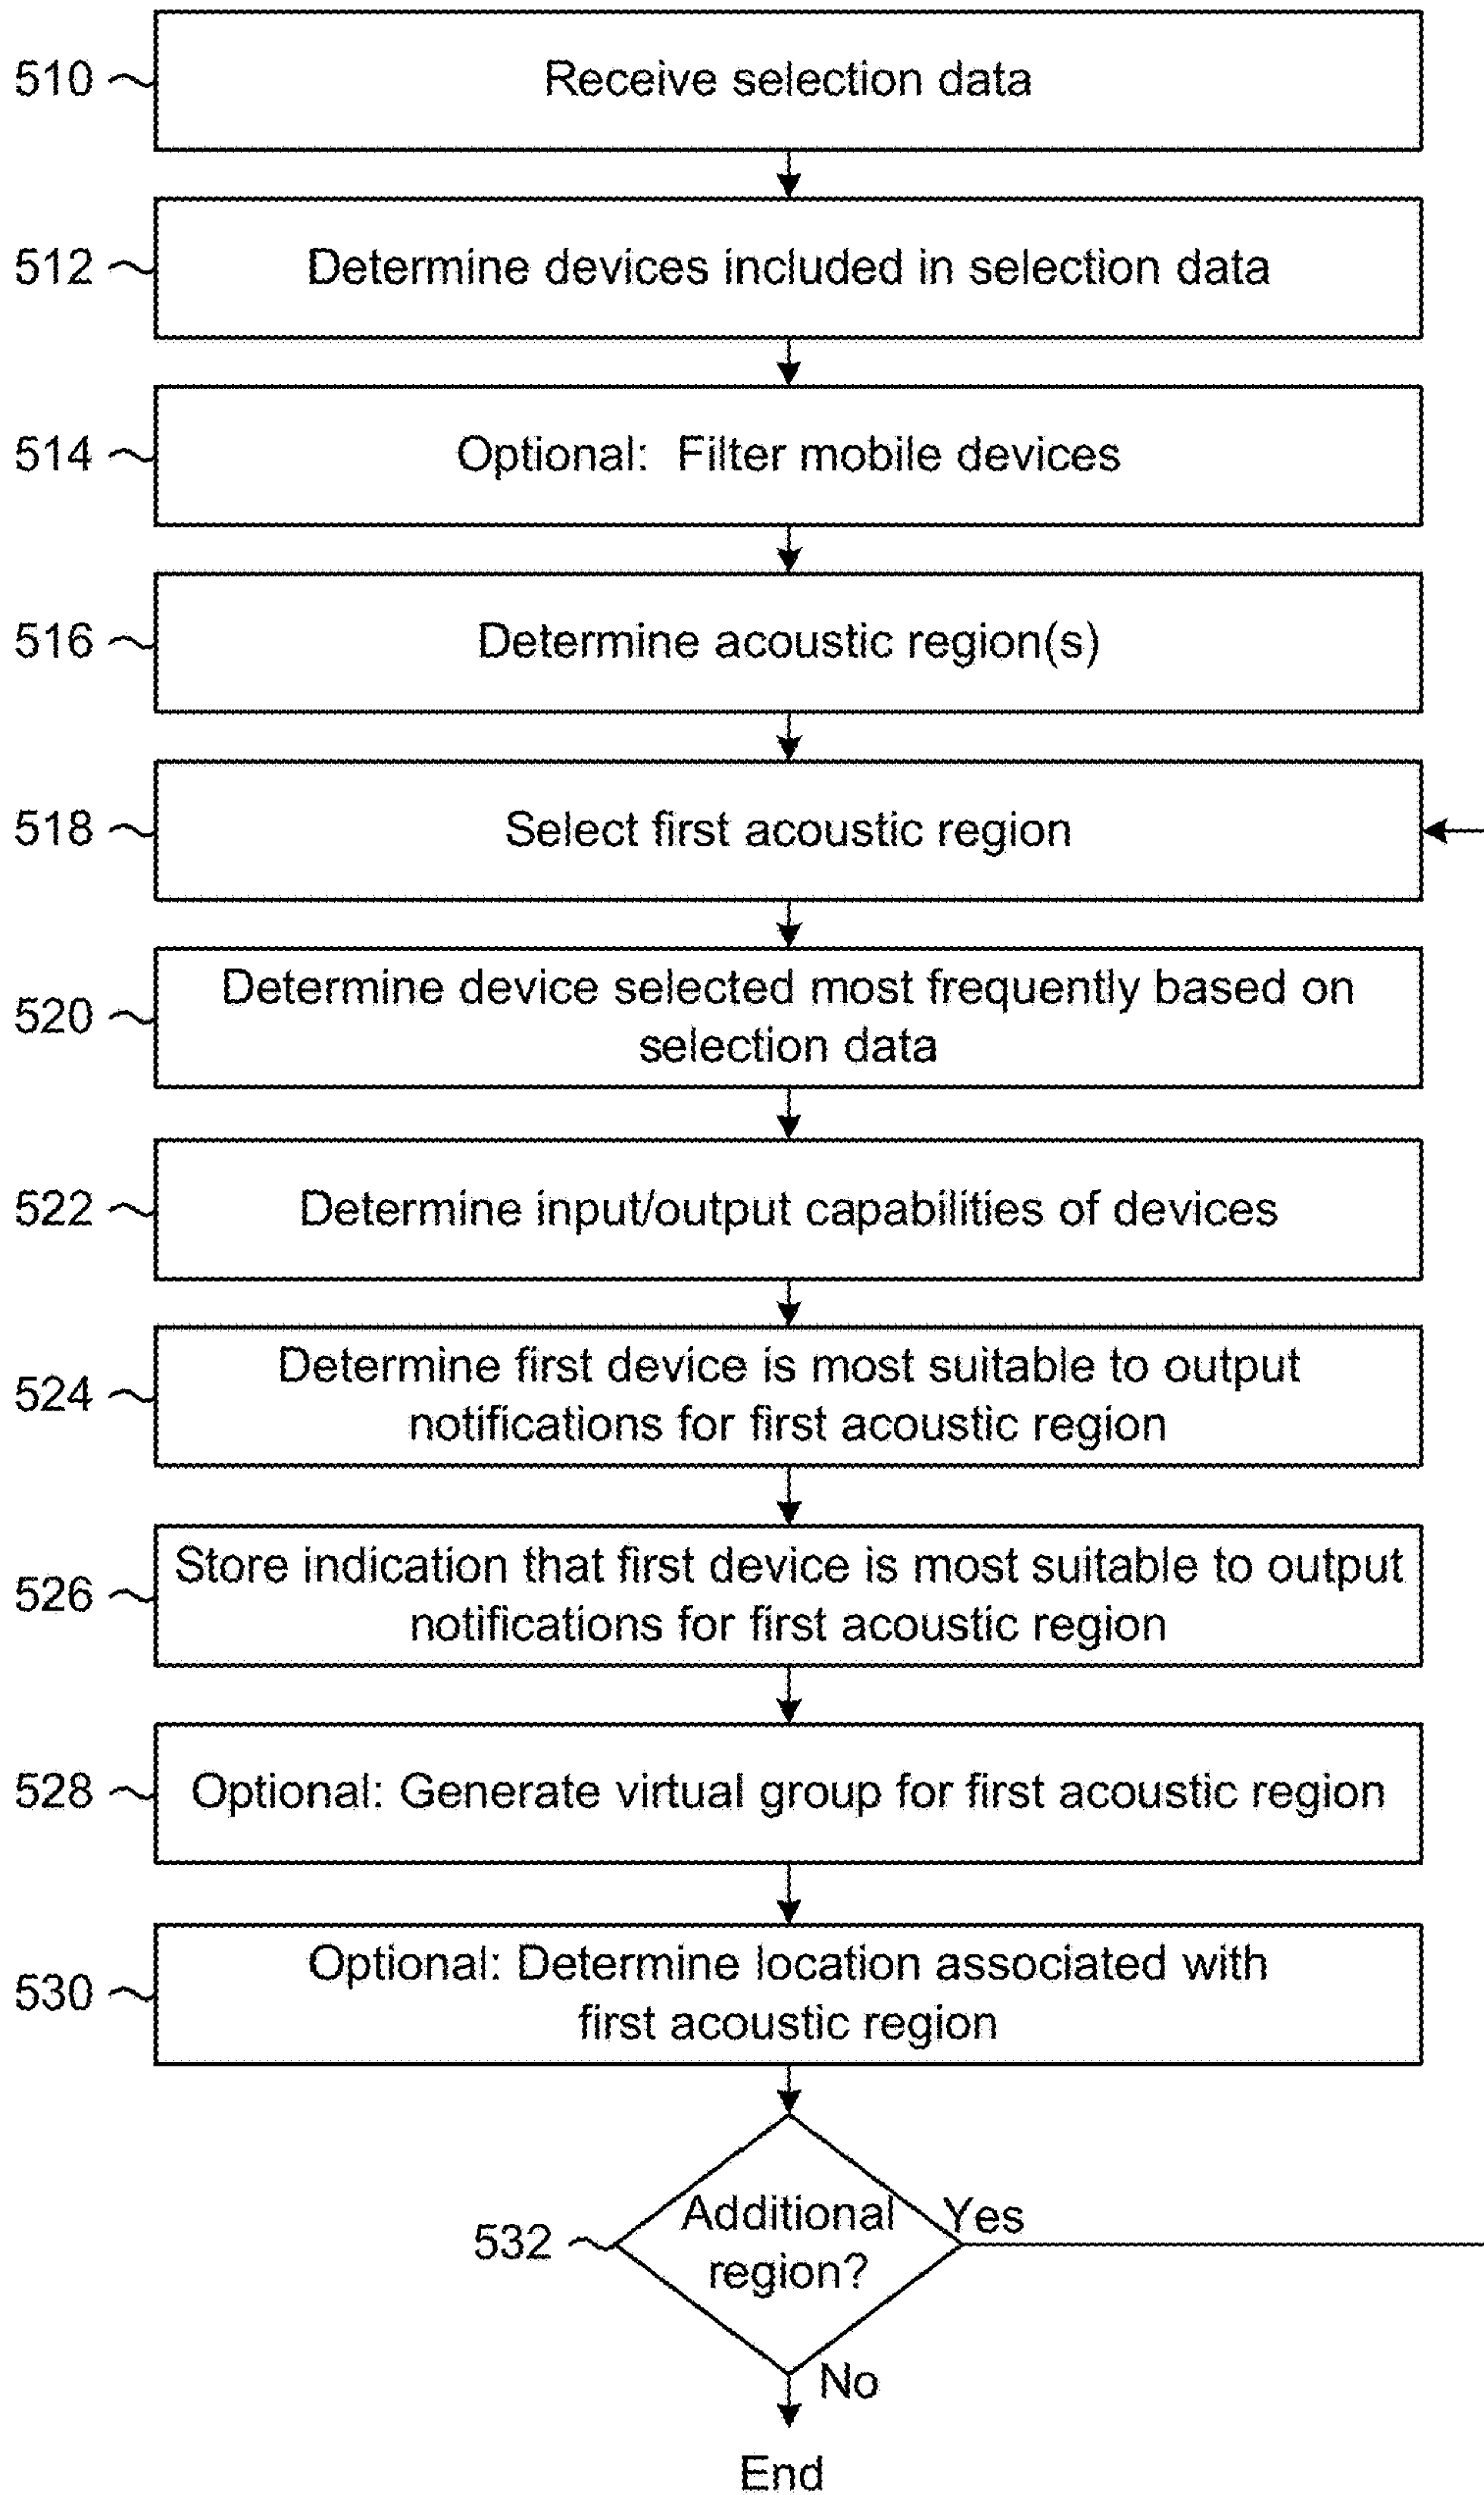 510
Receive selection data
512
Determine devices included in selection data
514
Optional: Filter mobile devices
516
Determine acoustic region(s)
518
Select first acoustic region
520
Determine device selected most frequently based on
selection data
522
Determine input/output capabilities of devices
524
Determine first device is most suitable to output
notifications for first acoustic region
526
Store indication that first device is most suitable to output
notifications for first acoustic region
528
Optional: Generate virtual group for first acoustic region
530
Optional: Determine location associated with
first acoustic region
532
Additional
region?
Yes
No
End